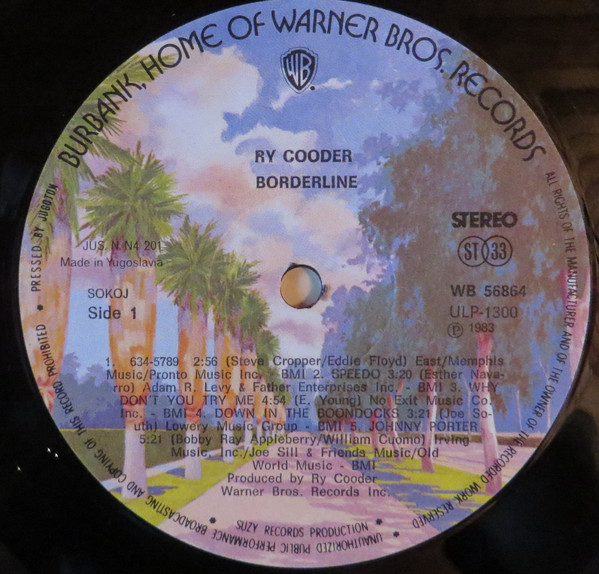 BURBANK, HOME OF WARNER BROS. RECORDS
WB
RY COODER
BORDERLINE
STEREO
JUS. N. N4 201
Made in Yugoslavia
ST 33
SOKOJ
Side 1
WB 56864
ULP-1300
Ⓟ 1983
1. 634-5789 2:56 (Steve Cropper/Eddie Floyd) East/Memphis
Music/Pronto Music Inc. - BMI 2. SPEEDO 3:20 (Esther Nava-
rro) Adam R. Levy & Father Enterprises Inc. - BMI 3. WHY
DON'T YOU TRY ME 4:54 (E. Young) No Exit Music Co.
Inc. - BMI 4. DOWN IN THE BOONDOCKS 3:21 (Joe So-
uth) Lowery Music Group - BMI 5. JOHNNY PORTER
5:21 (Bobby Ray Appleberry/William Cuomo) Irving
Music, Inc./Joe Sill & Friends Music/Old
World Music - BMI
Produced by Ry Cooder
Warner Bros. Records Inc.
• SUZY RECORDS PRODUCTION •
ALL RIGHTS OF THE MANUFACTURER AND OF THE OWNER OF THE RECORDED WORK RESERVED • UNAUTHORIZED PUBLIC PERFORMANCE BROADCASTING AND COPYING OF THIS RECORD PROHIBITED • PRESSED BY JUGOTON